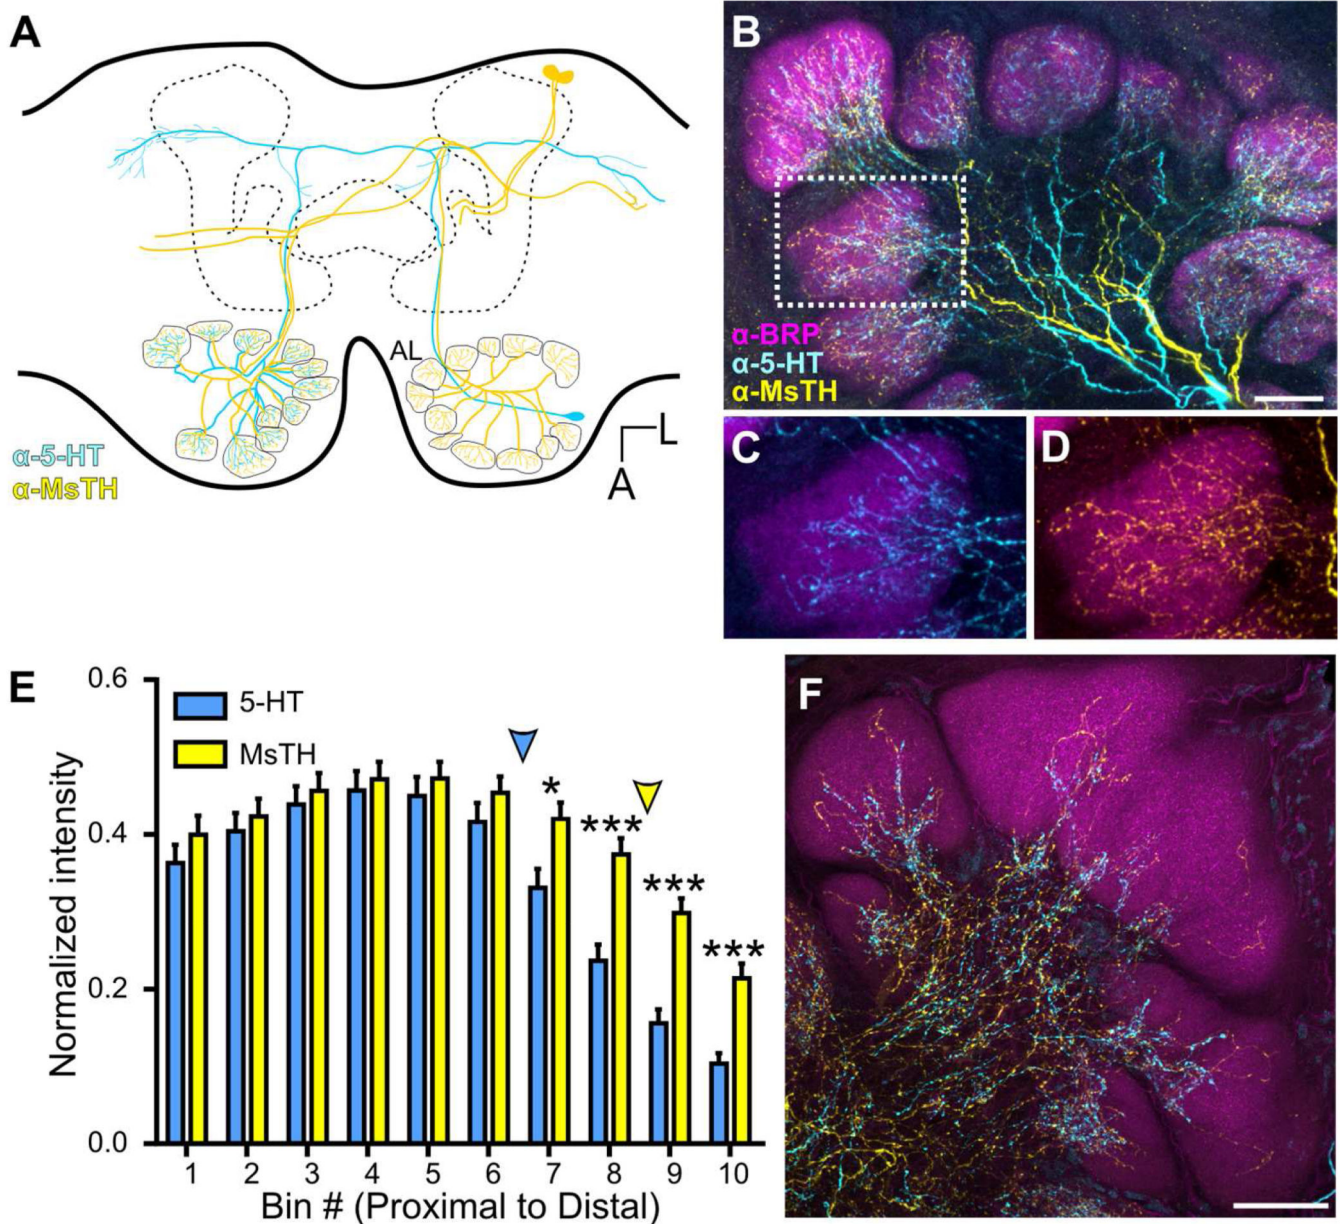 A
AL
L
A
α-5-HT
α-MsTH
B
α-BRP
α-5-HT
α-MsTH
C
D
E
0.6
0.4
0.2
0.0
Normalized intensity
5-HT
MsTH
*
***
***
***
1 2 3 4 5 6 7 8 9 10
Bin # (Proximal to Distal)
F